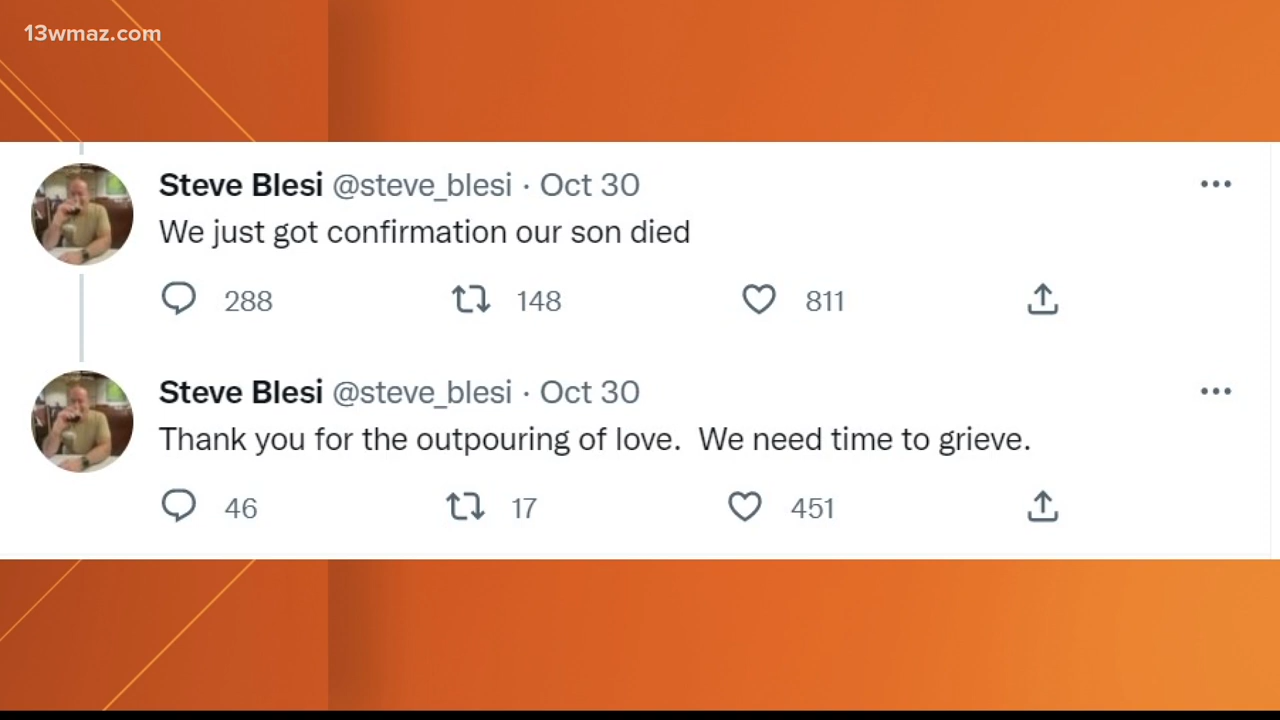 13wmaz.com
Steve Blesi @steve_blesi · Oct 30
We just got confirmation our son died
288 148 811
Steve Blesi @steve_blesi · Oct 30
Thank you for the outpouring of love.  We need time to grieve.
46 17 451